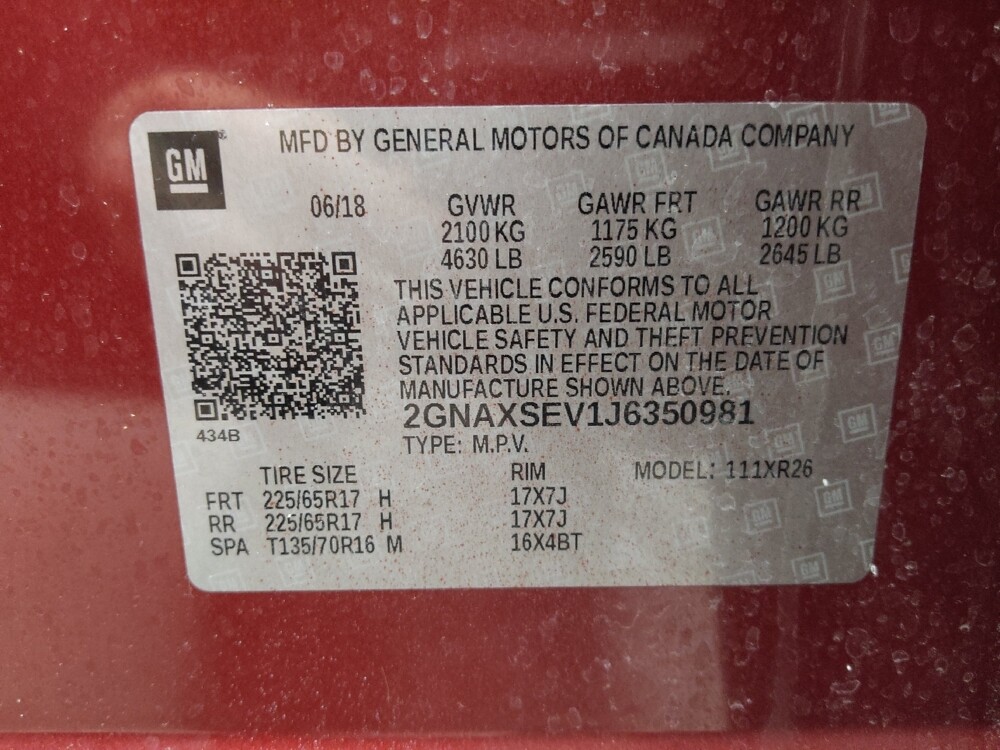 GM
MFD BY GENERAL MOTORS OF CANADA COMPANY
06/18 GVWR GAWR FRT GAWR RR
2100 KG 1175 KG 1200 KG
4630 LB 2590 LB 2645 LB
THIS VEHICLE CONFORMS TO ALL
APPLICABLE U.S. FEDERAL MOTOR
VEHICLE SAFETY AND THEFT PREVENTION
STANDARDS IN EFFECT ON THE DATE OF
MANUFACTURE SHOWN ABOVE.
2GNAXSEV1J6350981
434B
TYPE: M.P.V.
TIRE SIZE RIM MODEL: 111XR26
FRT 225/65R17 H 17X7J
RR 225/65R17 H 17X7J
SPA T135/70R16 M 16X4BT